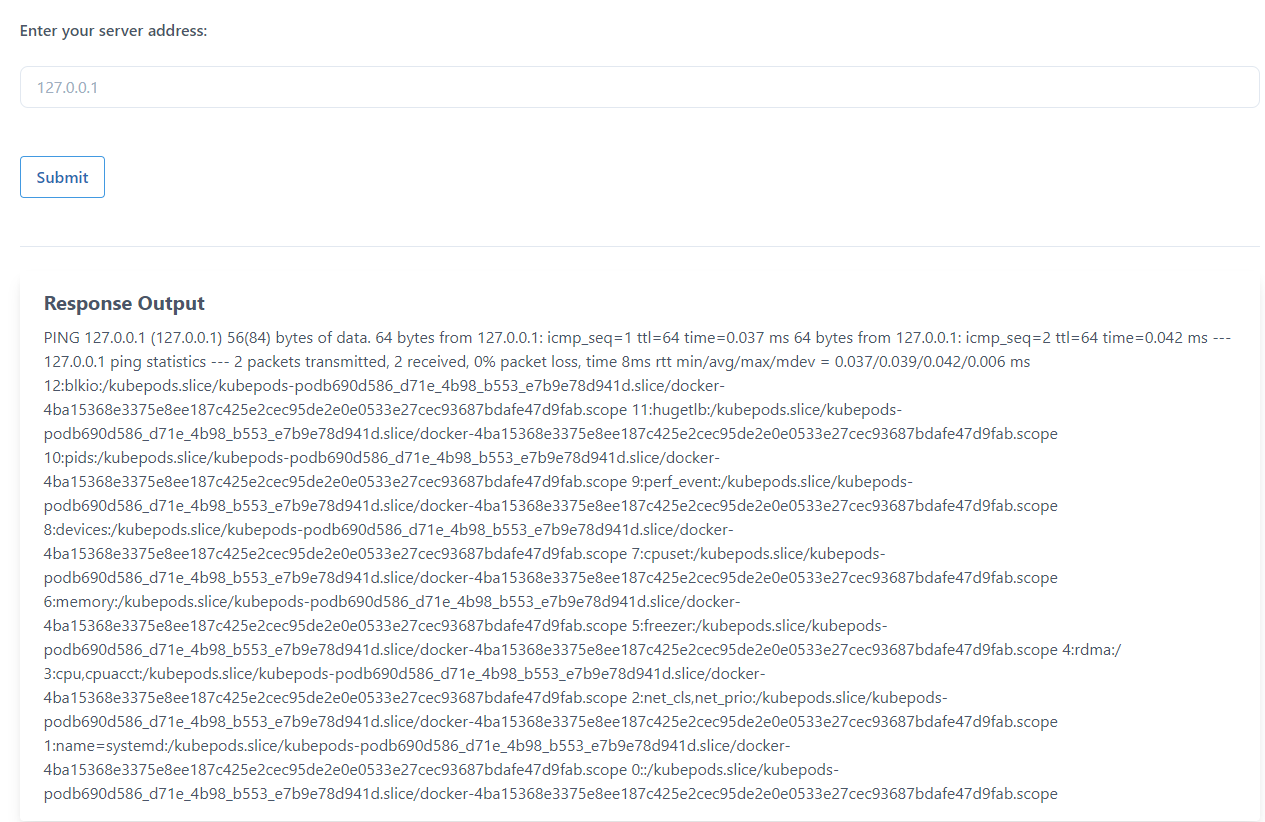 Enter your server address:
127.0.0.1
Submit
Response Output
PING 127.0.0.1 (127.0.0.1) 56(84) bytes of data. 64 bytes from 127.0.0.1: icmp_seq=1 ttl=64 time=0.037 ms 64 bytes from 127.0.0.1: icmp_seq=2 ttl=64 time=0.042 ms ---
127.0.0.1 ping statistics --- 2 packets transmitted, 2 received, 0% packet loss, time 8ms rtt min/avg/max/mdev = 0.037/0.039/0.042/0.006 ms
12:blkio:/kubepods.slice/kubepods-podb690d586_d71e_4b98_b553_e7b9e78d941d.slice/docker-
4ba15368e3375e8ee187c425e2cec95de2e0e0533e27cec93687bdafe47d9fab.scope 11:hugetlb:/kubepods.slice/kubepods-
podb690d586_d71e_4b98_b553_e7b9e78d941d.slice/docker-4ba15368e3375e8ee187c425e2cec95de2e0e0533e27cec93687bdafe47d9fab.scope
10:pids:/kubepods.slice/kubepods-podb690d586_d71e_4b98_b553_e7b9e78d941d.slice/docker-
4ba15368e3375e8ee187c425e2cec95de2e0e0533e27cec93687bdafe47d9fab.scope 9:perf_event:/kubepods.slice/kubepods-
podb690d586_d71e_4b98_b553_e7b9e78d941d.slice/docker-4ba15368e3375e8ee187c425e2cec95de2e0e0533e27cec93687bdafe47d9fab.scope
8:devices:/kubepods.slice/kubepods-podb690d586_d71e_4b98_b553_e7b9e78d941d.slice/docker-
4ba15368e3375e8ee187c425e2cec95de2e0e0533e27cec93687bdafe47d9fab.scope 7:cpuset:/kubepods.slice/kubepods-
podb690d586_d71e_4b98_b553_e7b9e78d941d.slice/docker-4ba15368e3375e8ee187c425e2cec95de2e0e0533e27cec93687bdafe47d9fab.scope
6:memory:/kubepods.slice/kubepods-podb690d586_d71e_4b98_b553_e7b9e78d941d.slice/docker-
4ba15368e3375e8ee187c425e2cec95de2e0e0533e27cec93687bdafe47d9fab.scope 5:freezer:/kubepods.slice/kubepods-
podb690d586_d71e_4b98_b553_e7b9e78d941d.slice/docker-4ba15368e3375e8ee187c425e2cec95de2e0e0533e27cec93687bdafe47d9fab.scope 4:rdma:/
3:cpu,cpuacct:/kubepods.slice/kubepods-podb690d586_d71e_4b98_b553_e7b9e78d941d.slice/docker-
4ba15368e3375e8ee187c425e2cec95de2e0e0533e27cec93687bdafe47d9fab.scope 2:net_cls,net_prio:/kubepods.slice/kubepods-
podb690d586_d71e_4b98_b553_e7b9e78d941d.slice/docker-4ba15368e3375e8ee187c425e2cec95de2e0e0533e27cec93687bdafe47d9fab.scope
1:name=systemd:/kubepods.slice/kubepods-podb690d586_d71e_4b98_b553_e7b9e78d941d.slice/docker-
4ba15368e3375e8ee187c425e2cec95de2e0e0533e27cec93687bdafe47d9fab.scope 0::/kubepods.slice/kubepods-
podb690d586_d71e_4b98_b553_e7b9e78d941d.slice/docker-4ba15368e3375e8ee187c425e2cec95de2e0e0533e27cec93687bdafe47d9fab.scope